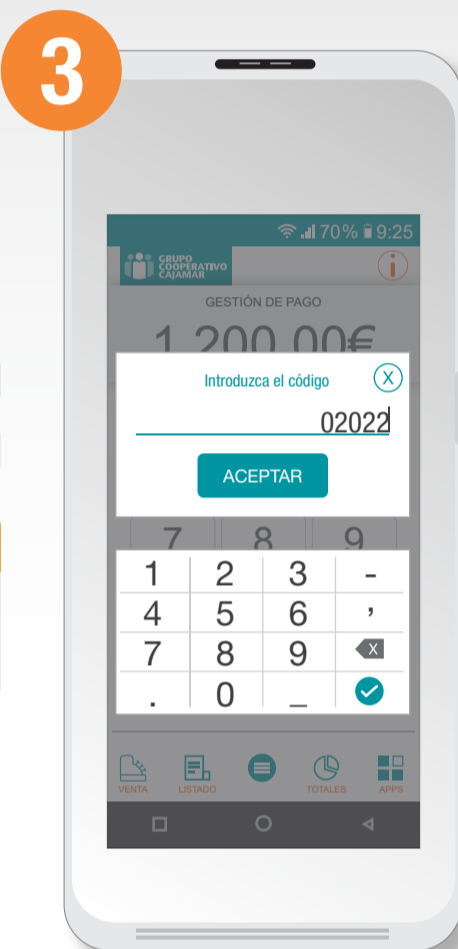 3
70% 9:25
GRUPO
COOPERATIVO
CAJAMAR
i
GESTIÓN DE PAGO
1.200,00€
Introduzca el código X
02022
ACEPTAR
7 8 9
1 2 3 -
4 5 6 ,
7 8 9 X
. 0 _
VENTA LISTADO TOTALES APPS